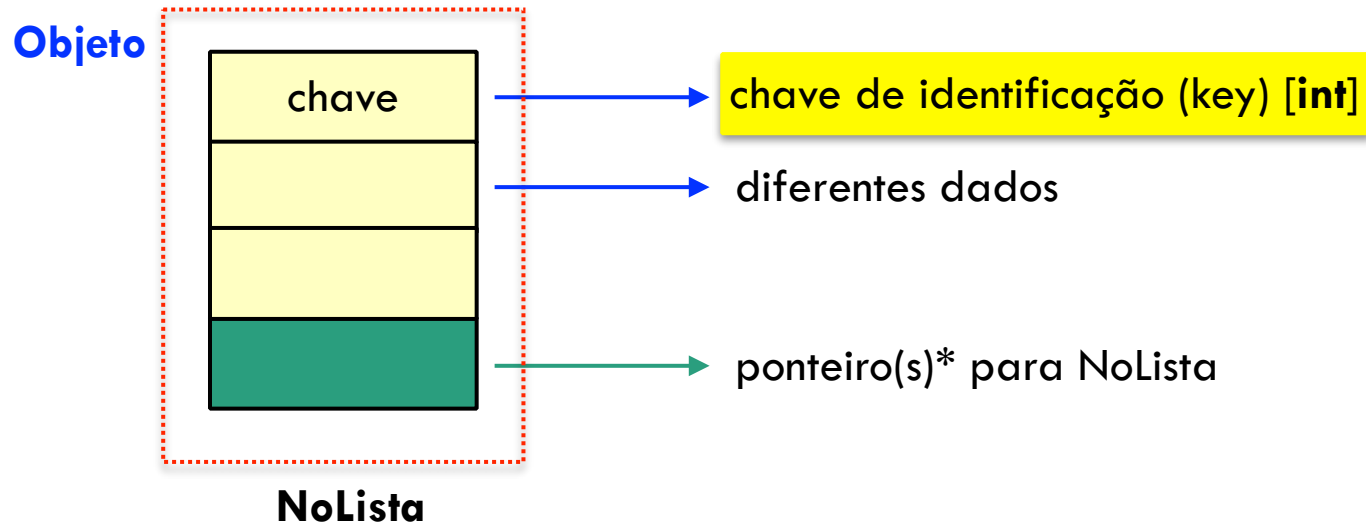 Objeto
chave
chave de identificação (key) [int]
diferentes dados
ponteiro(s)* para NoLista
NoLista